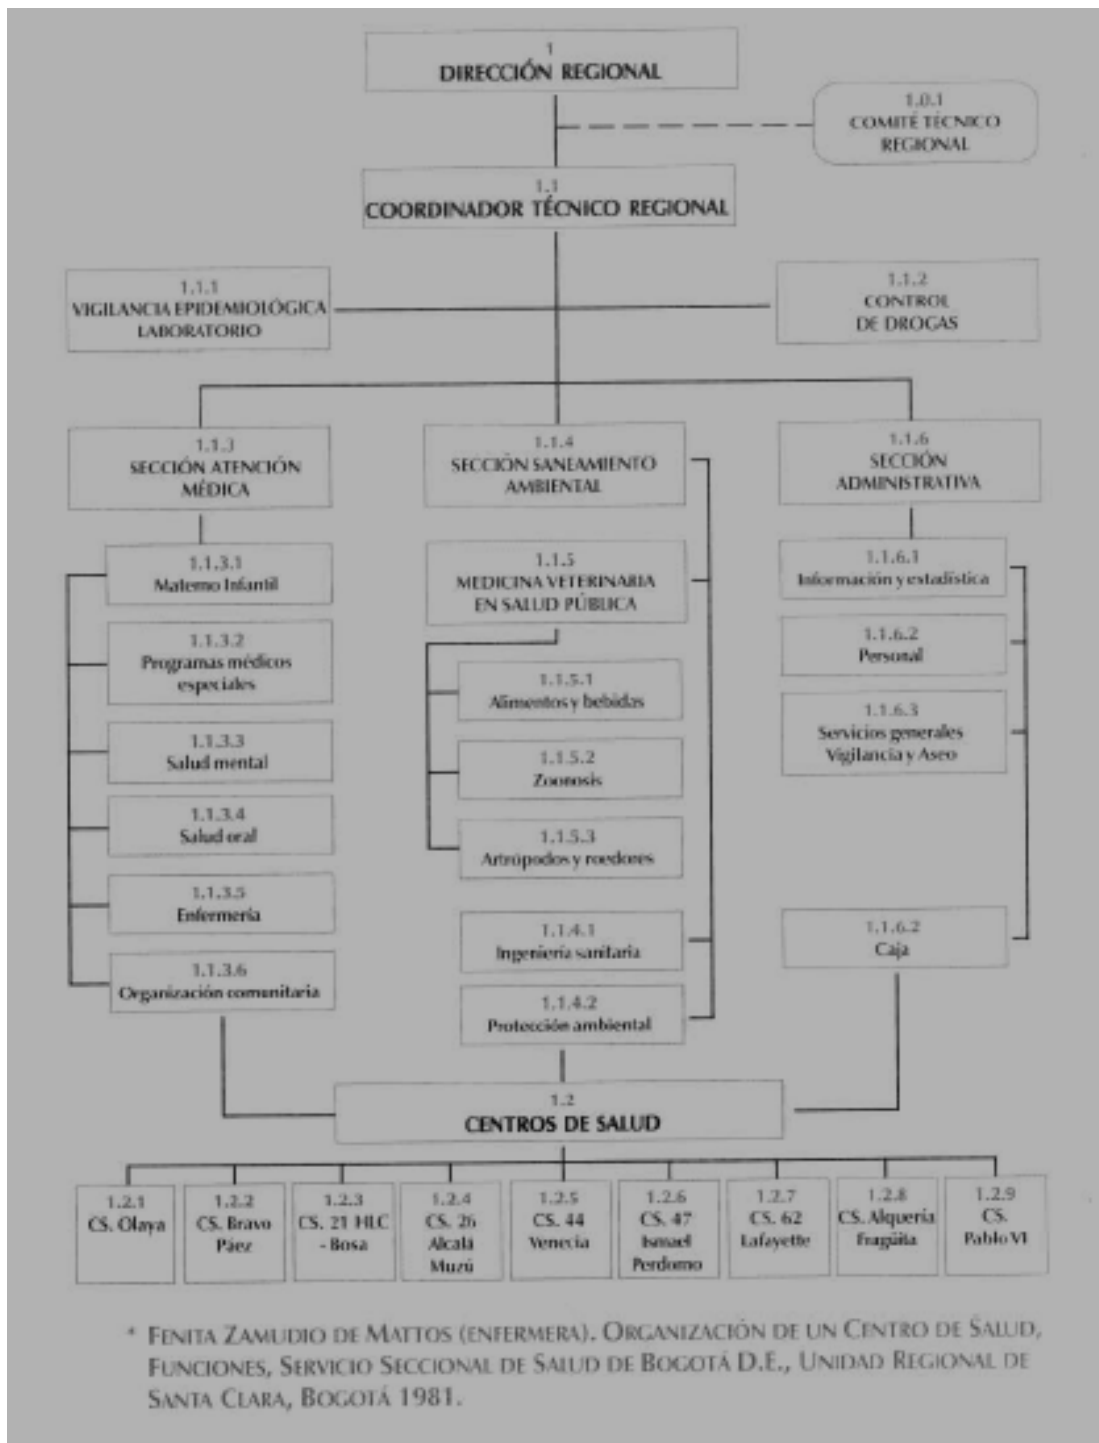 1
DIRECCIÓN REGIONAL
1.0.1
COMITÉ TÉCNICO
REGIONAL
1.1
COORDINADOR TÉCNICO REGIONAL
1.1.1
VIGILANCIA EPIDEMIOLÓGICA
LABORATORIO
1.1.2
CONTROL
DE DROGAS
1.1.3
SECCIÓN ATENCIÓN
MÉDICA
1.1.3.1
Materno Infantil
1.1.3.2
Programas médicos
especiales
1.1.3.3
Salud mental
1.1.3.4
Salud oral
1.1.3.5
Enfermería
1.1.3.6
Organización comunitaria
1.1.4
SECCIÓN SANEAMIENTO
AMBIENTAL
1.1.5
MEDICINA VETERINARIA
EN SALUD PÚBLICA
1.1.5.1
Alimentos y bebidas
1.1.5.2
Zoonosis
1.1.5.3
Artrópodos y roedores
1.1.4.1
Ingeniería sanitaria
1.1.4.2
Protección ambiental
1.1.6
SECCIÓN
ADMINISTRATIVA
1.1.6.1
Información y estadística
1.1.6.2
Personal
1.1.6.3
Servicios generales
Vigilancia y Aseo
1.1.6.2
Caja
1.2
CENTROS DE SALUD
1.2.1
CS. Olaya
1.2.2
CS. Bravo
Páez
1.2.3
CS. 21 HLC
- Bosa
1.2.4
CS. 26
Alcalá
Muzú
1.2.5
CS. 44
Venecia
1.2.6
CS. 47
Ismael
Perdomo
1.2.7
CS. 62
Lafayette
1.2.8
CS. Alquería
Fragüita
1.2.9
CS.
Pablo VI
* FENITA ZAMUDIO DE MATTOS (ENFERMERA). ORGANIZACIÓN DE UN CENTRO DE SALUD,
FUNCIONES, SERVICIO SECCIONAL DE SALUD DE BOGOTÁ D.E., UNIDAD REGIONAL DE
SANTA CLARA, BOGOTÁ 1981.